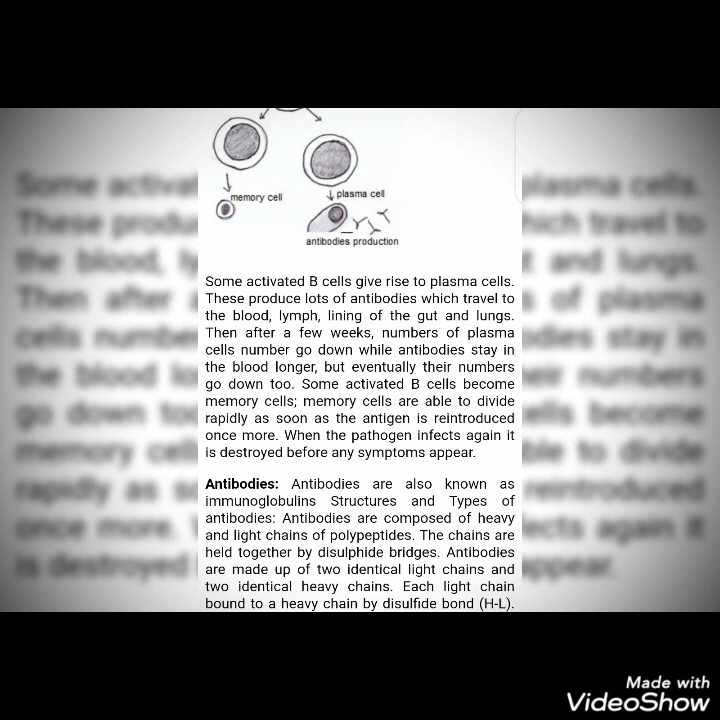 memory cell
plasma cell
antibodies production
Some activated B cells give rise to plasma cells.
These produce lots of antibodies which travel to
the blood, lymph, lining of the gut and lungs.
Then after a few weeks, numbers of plasma
cells number go down while antibodies stay in
the blood longer, but eventually their numbers
go down too. Some activated B cells become
memory cells; memory cells are able to divide
rapidly as soon as the antigen is reintroduced
once more. When the pathogen infects again it
is destroyed before any symptoms appear.
Antibodies: Antibodies are also known as
immunoglobulins Structures and Types of
antibodies: Antibodies are composed of heavy
and light chains of polypeptides. The chains are
held together by disulphide bridges. Antibodies
are made up of two identical light chains and
two identical heavy chains. Each light chain
bound to a heavy chain by disulfide bond (H-L).
Made with
VideoShow